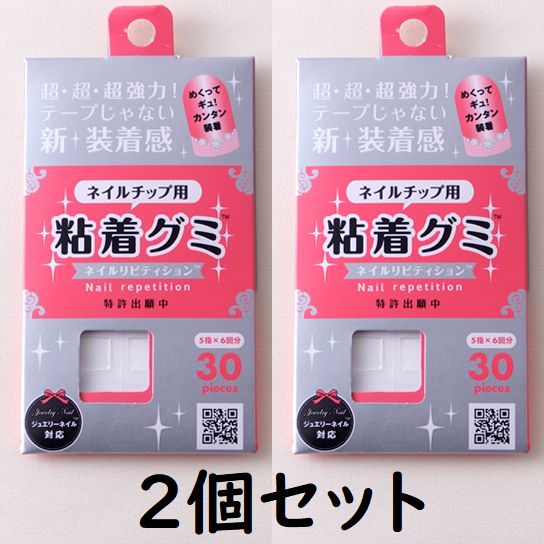 超・超・超強力!
テープじゃない
新・装着感
めくって
ギュ!
カンタン
装着
ネイルチップ用
粘着グミ™
ネイルリピティション
Nail repetition
特許出願中
5指×6回分
30
pieces
Jewelry Nail
ジュエリーネイル
対応
超・超・超強力!
テープじゃない
新・装着感
めくって
ギュ!
カンタン
装着
ネイルチップ用
粘着グミ™
ネイルリピティション
Nail repetition
特許出願中
5指×6回分
30
pieces
Jewelry Nail
ジュエリーネイル
対応
2個セット